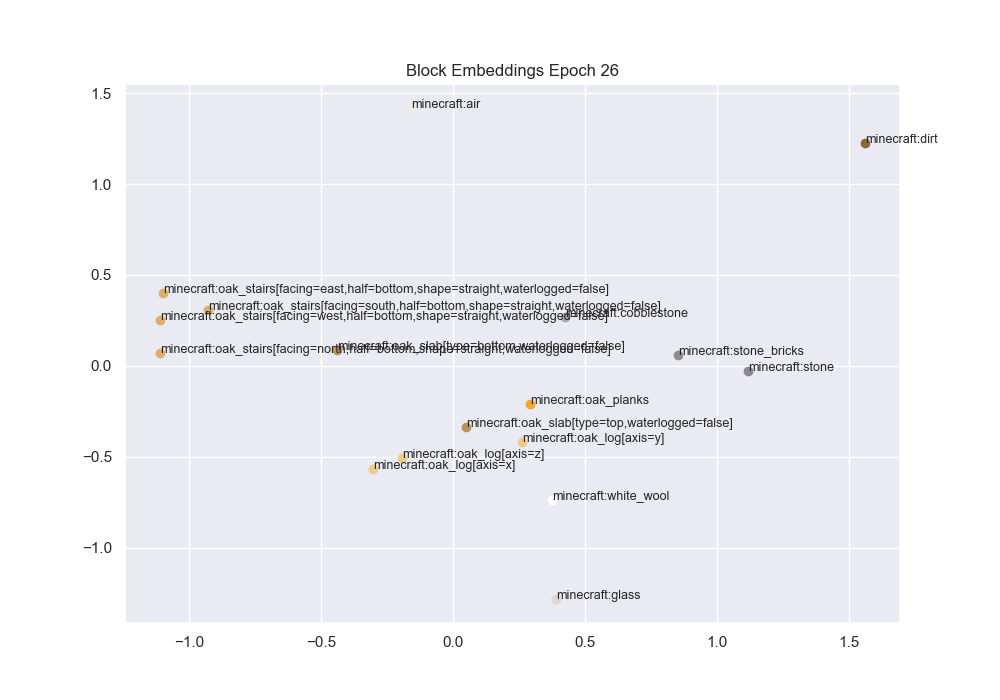 Block Embeddings Epoch 26
1.5
minecraft:air
minecraft:dirt
1.0
0.5
minecraft:oak_stairs[facing=east,half=bottom,shape=straight,waterlogged=false]
minecraft:oak_stairs[facing=south,half=bottom,shape=straight,waterlogged=false]
minecraft:cobblestone
minecraft:oak_stairs[facing=west,half=bottom,shape=straight,waterlogged=false]
minecraft:oak_slab[type=bottom,waterlogged=false]
minecraft:oak_stairs[facing=north,half=bottom,shape=straight,waterlogged=false]
minecraft:stone_bricks
0.0
minecraft:stone
minecraft:oak_planks
minecraft:oak_slab[type=top,waterlogged=false]
minecraft:oak_log[axis=y]
minecraft:oak_log[axis=z]
−0.5
minecraft:oak_log[axis=x]
minecraft:white_wool
−1.0
minecraft:glass
−1.0 −0.5 0.0 0.5 1.0 1.5